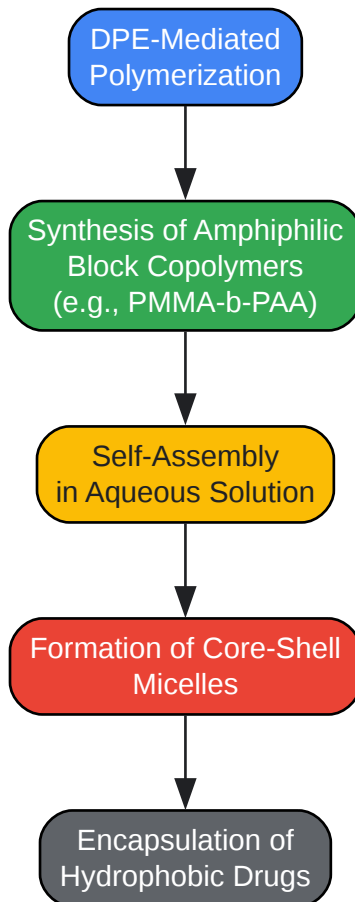 DPE-Mediated
Polymerization
Synthesis of Amphiphilic
Block Copolymers
(e.g., PMMA-b-PAA)
Self-Assembly
in Aqueous Solution
Formation of Core-Shell
Micelles
Encapsulation of
Hydrophobic Drugs